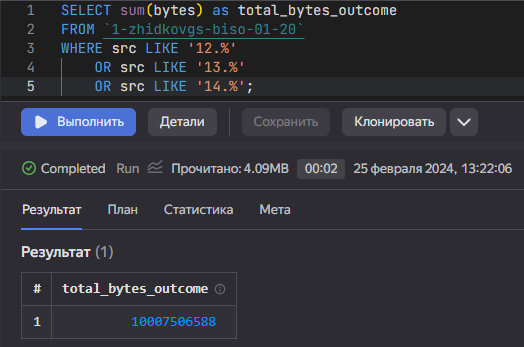 1 SELECT sum(bytes) as total_bytes_outcome
2 FROM `1-zhidkovgs-biso-01-20`
3 WHERE src LIKE '12.%'
4 OR src LIKE '13.%'
5 OR src LIKE '14.%';
Выполнить Детали Сохранить Клонировать
Completed Run Прочитано: 4.09MB 00:02 25 февраля 2024, 13:22:06
Результат План Статистика Мета
Результат (1)
# total_bytes_outcome
1 10007506588